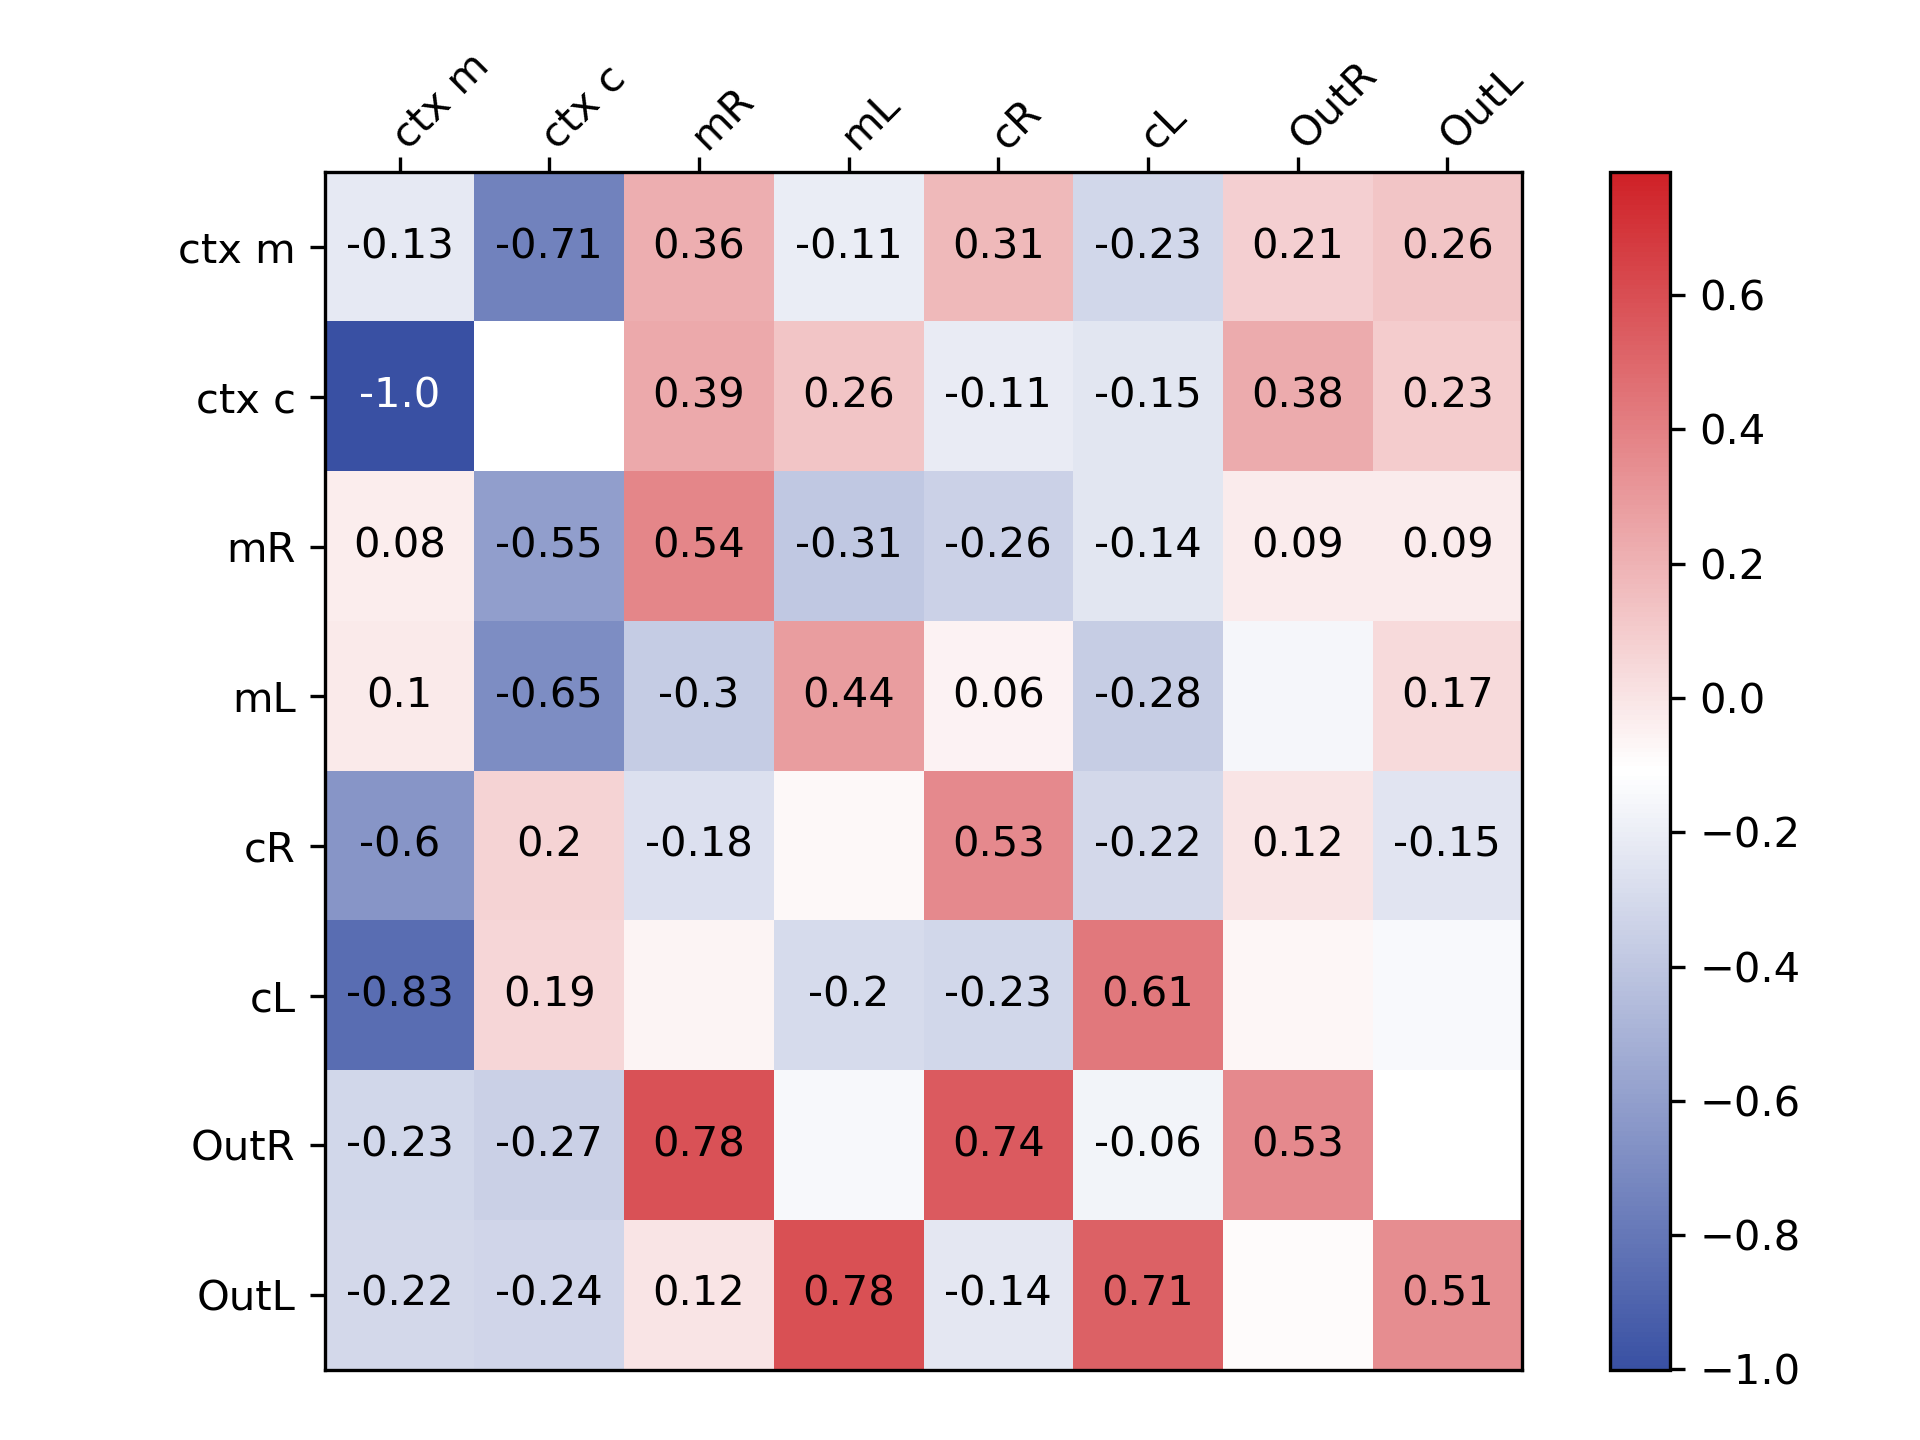 ctx m ctx c mR mL cR cL OutR OutL
ctx m -0.13 -0.71 0.36 -0.11 0.31 -0.23 0.21 0.26
ctx c -1.0 0.39 0.26 -0.11 -0.15 0.38 0.23
mR 0.08 -0.55 0.54 -0.31 -0.26 -0.14 0.09 0.09
mL 0.1 -0.65 -0.3 0.44 0.06 -0.28 0.17
cR -0.6 0.2 -0.18 0.53 -0.22 0.12 -0.15
cL -0.83 0.19 -0.2 -0.23 0.61
OutR -0.23 -0.27 0.78 0.74 -0.06 0.53
OutL -0.22 -0.24 0.12 0.78 -0.14 0.71 0.51
0.6
0.4
0.2
0.0
−0.2
−0.4
−0.6
−0.8
−1.0